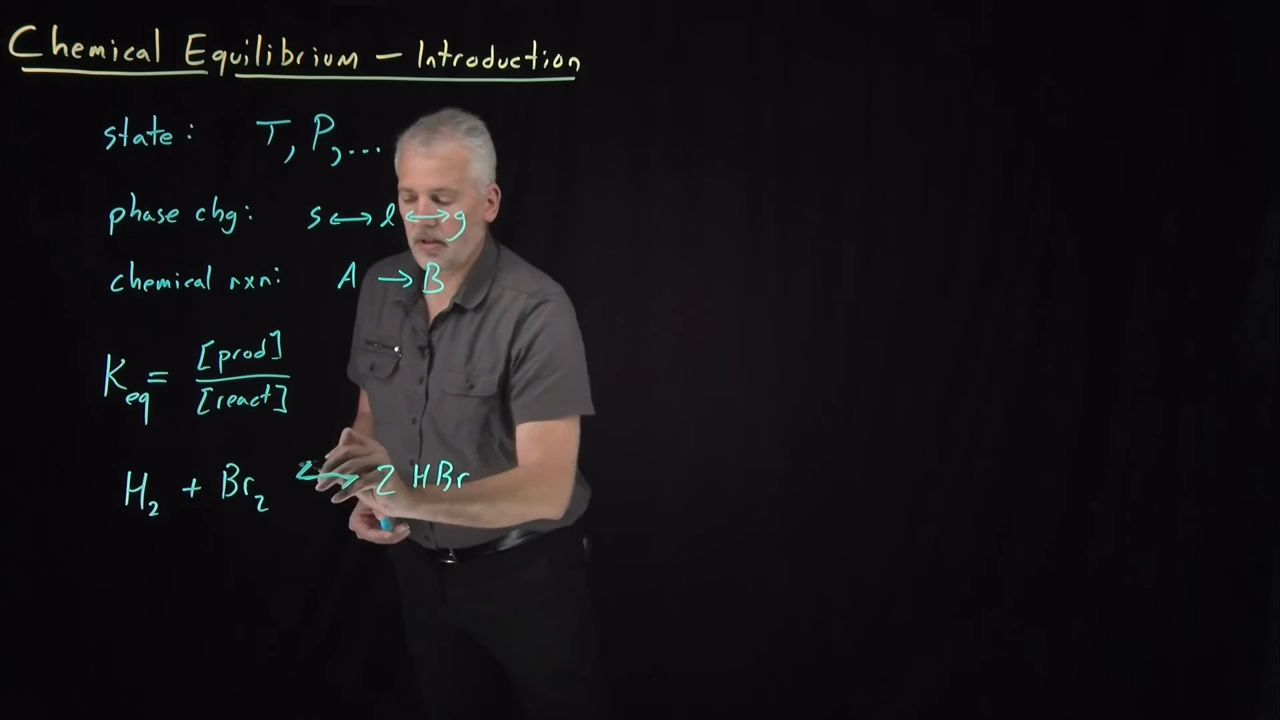 Chemical Equilibrium – Introduction
state: T, P, ...
phase chg: s ↔ l ↔ g
chemical rxn: A → B
K_eq = [prod] / [react]
H₂ + Br₂ ↔ 2 HBr